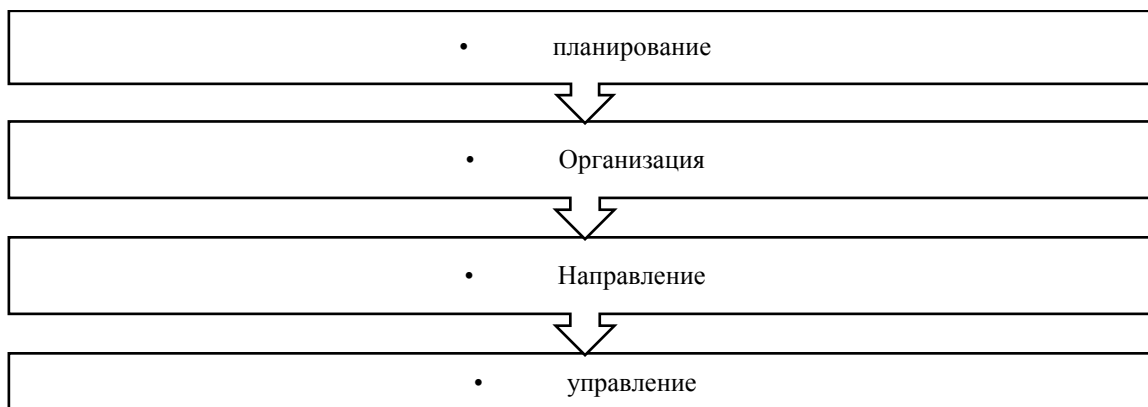 • планирование
• Организация
• Направление
• управление